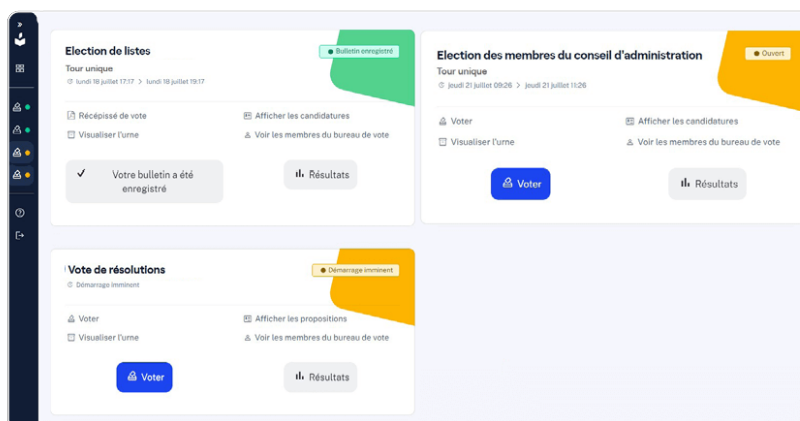 Election de listes
Bulletin enregistré
Tour unique
lundi 18 juillet 17:17 > lundi 18 juillet 19:17
Récépissé de vote
Afficher les candidatures
Visualiser l'urne
Voir les membres du bureau de vote
Votre bulletin a été
enregistré
Résultats
Election des membres du conseil d'administration
Ouvert
Tour unique
jeudi 21 juillet 09:26 > jeudi 21 juillet 11:26
Voter
Afficher les candidatures
Visualiser l'urne
Voir les membres du bureau de vote
Voter
Résultats
Vote de résolutions
Démarrage imminent
Démarrage imminent
Voter
Afficher les propositions
Visualiser l'urne
Voir les membres du bureau de vote
Voter
Résultats